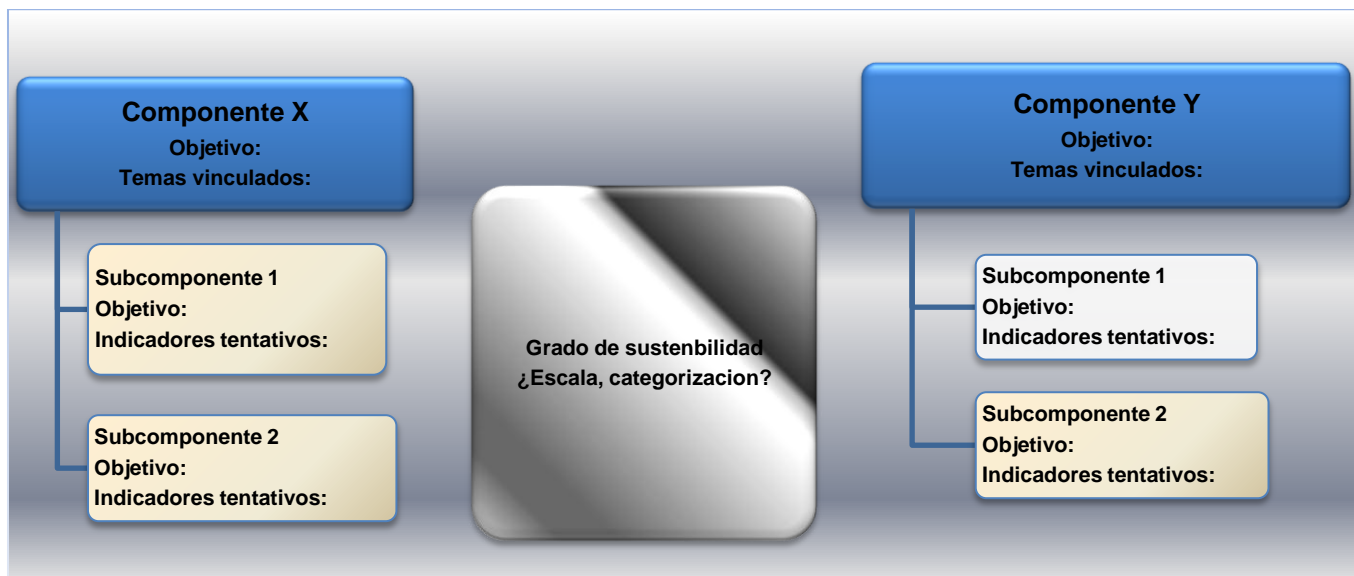 Componente X
Objetivo:
Temas vinculados:
Subcomponente 1
Objetivo:
Indicadores tentativos:
Subcomponente 2
Objetivo:
Indicadores tentativos:
Grado de sustenbilidad
¿Escala, categorizacion?
Componente Y
Objetivo:
Temas vinculados:
Subcomponente 1
Objetivo:
Indicadores tentativos:
Subcomponente 2
Objetivo:
Indicadores tentativos: